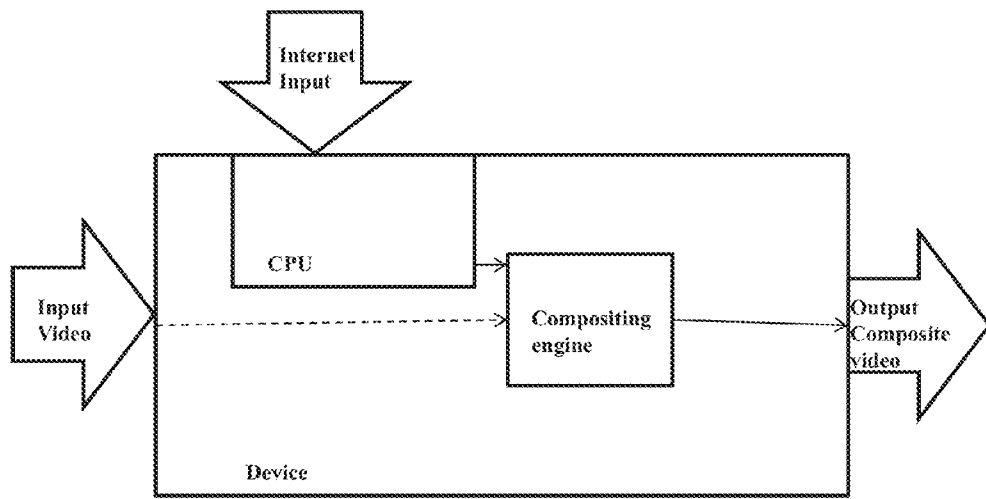 Internet
Input
CPU
Input
Video
Compositing
engine
Output
Composite
video
Device